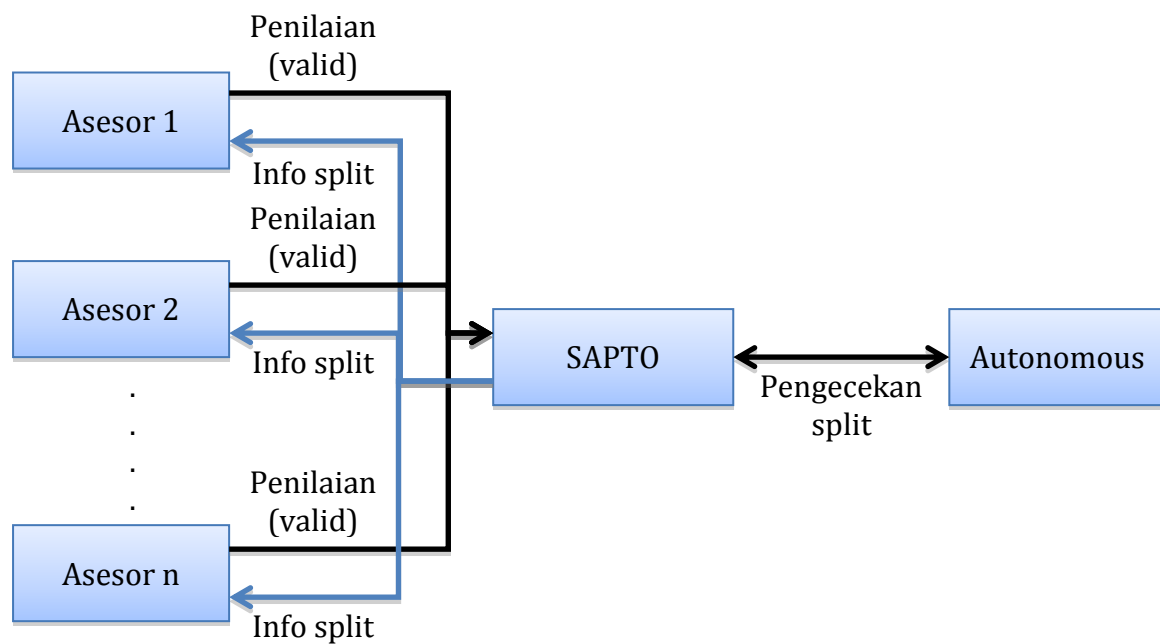 Penilaian
(valid)
Asesor 1
Info split
Penilaian
(valid)
Asesor 2
Info split
SAPTO
Autonomous
Pengecekan
split
.
.
.
.
Penilaian
(valid)
Asesor n
Info split